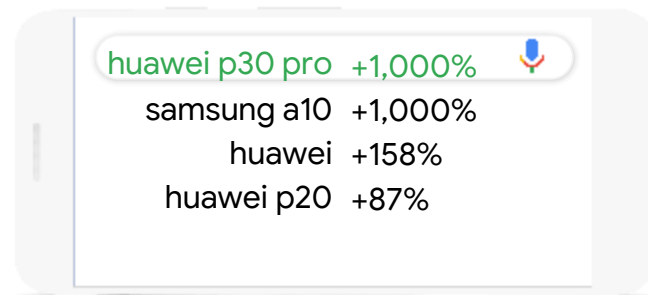 huawei p30 pro +1,000%
samsung a10 +1,000%
huawei +158%
huawei p20 +87%